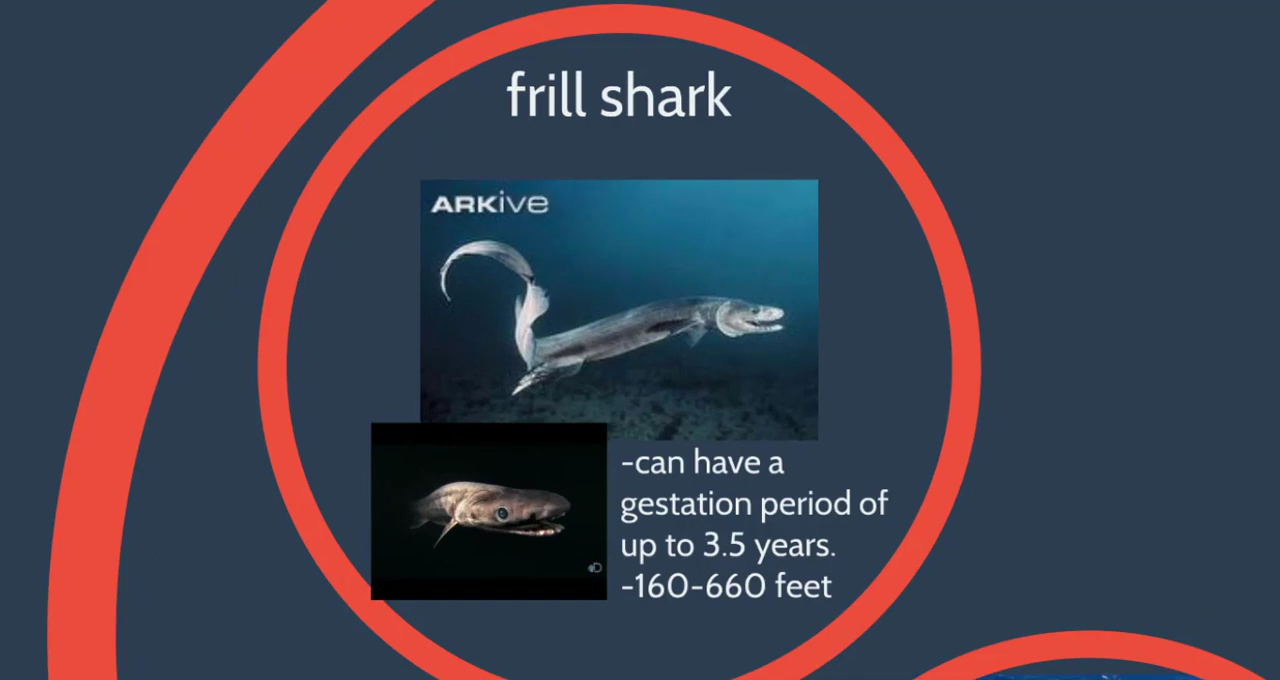 frill shark
ARKive
-can have a
gestation period of
up to 3.5 years.
-160-660 feet